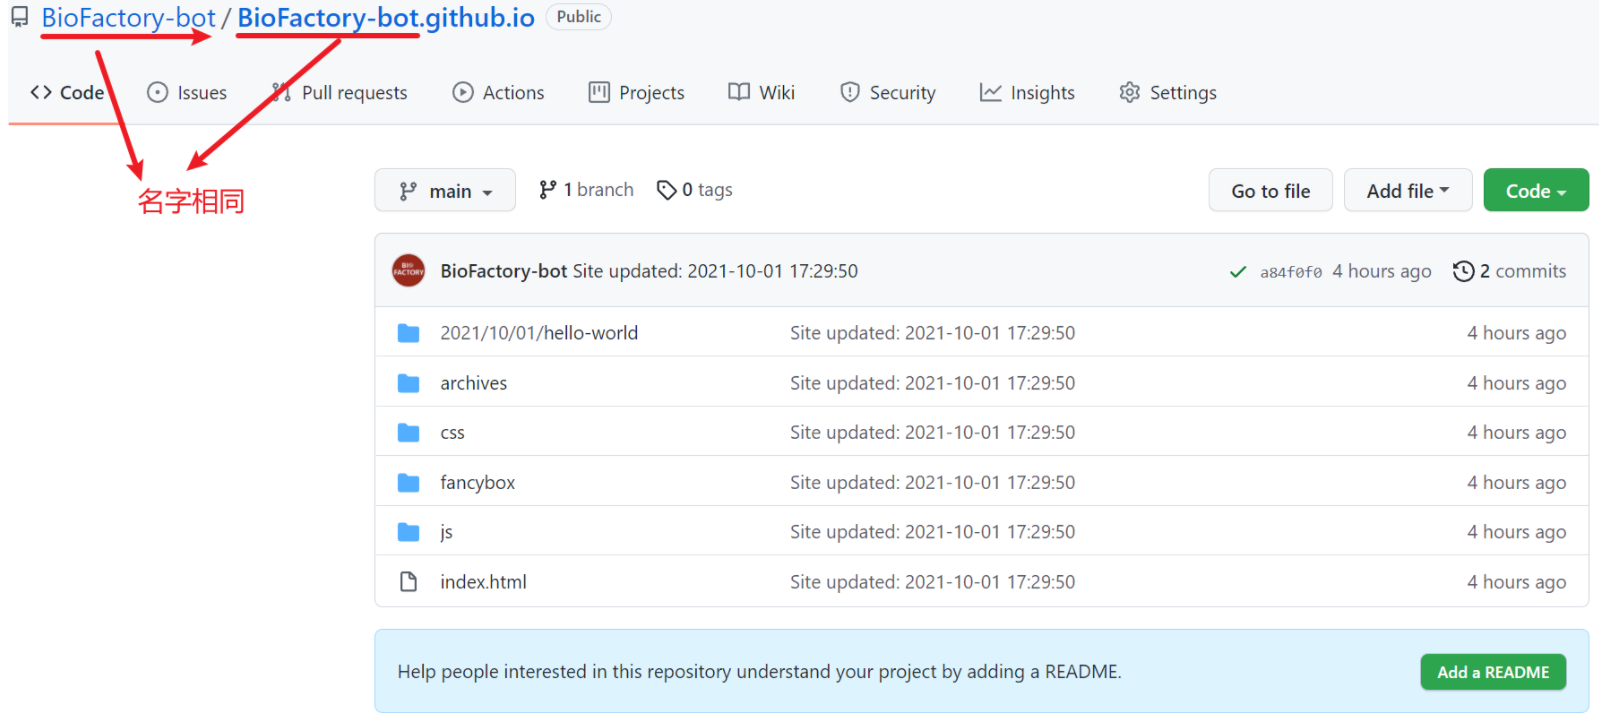 BioFactory-bot / BioFactory-bot.github.io Public
Code Issues Pull requests Actions Projects Wiki Security Insights Settings
名字相同
main 1 branch 0 tags Go to file Add file Code
BIO-
FACTORY
BioFactory-bot Site updated: 2021-10-01 17:29:50 a84f0f0 4 hours ago 2 commits
2021/10/01/hello-world Site updated: 2021-10-01 17:29:50 4 hours ago
archives Site updated: 2021-10-01 17:29:50 4 hours ago
css Site updated: 2021-10-01 17:29:50 4 hours ago
fancybox Site updated: 2021-10-01 17:29:50 4 hours ago
js Site updated: 2021-10-01 17:29:50 4 hours ago
index.html Site updated: 2021-10-01 17:29:50 4 hours ago
Help people interested in this repository understand your project by adding a README. Add a README